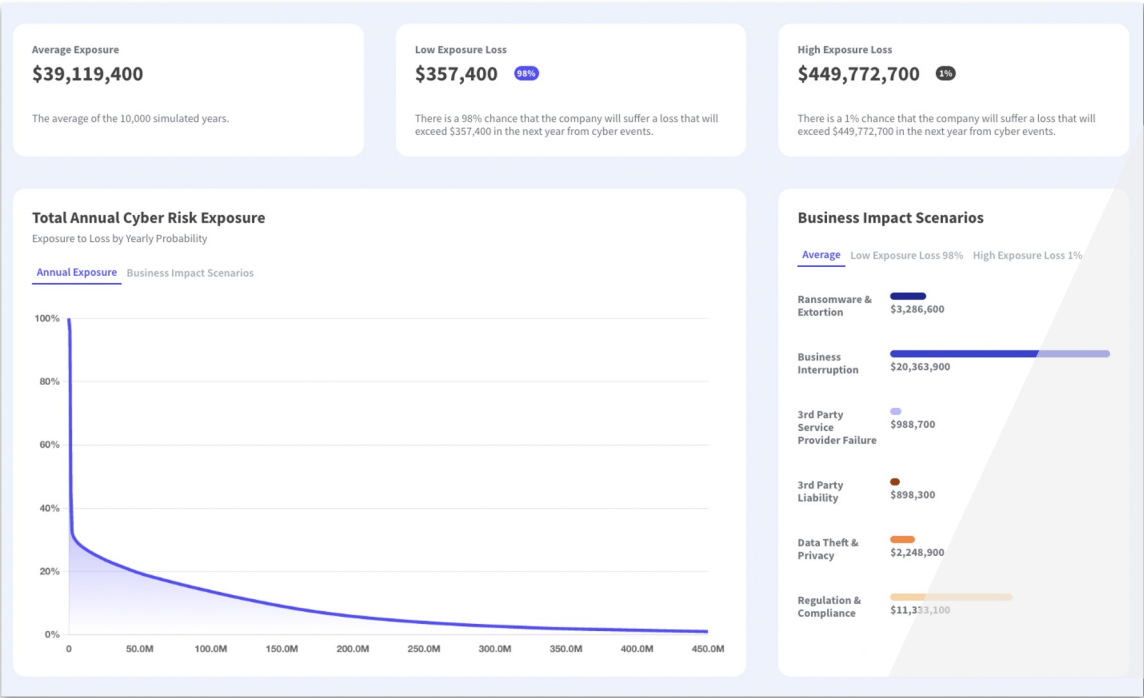 Average Exposure
$39,119,400
The average of the 10,000 simulated years.
Low Exposure Loss
$357,400 98%
There is a 98% chance that the company will suffer a loss that will
exceed $357,400 in the next year from cyber events.
High Exposure Loss
$449,772,700 1%
There is a 1% chance that the company will suffer a loss that will
exceed $449,772,700 in the next year from cyber events.
Total Annual Cyber Risk Exposure
Exposure to Loss by Yearly Probability
Annual Exposure Business Impact Scenarios
100%
80%
60%
40%
20%
0%
0 50.0M 100.0M 150.0M 200.0M 250.0M 300.0M 350.0M 400.0M 450.0M
Business Impact Scenarios
Average Low Exposure Loss 98% High Exposure Loss 1%
Ransomware &
Extortion
$3,286,600
Business
Interruption
$20,363,900
3rd Party
Service
Provider Failure
$988,700
3rd Party
Liability
$898,300
Data Theft &
Privacy
$2,248,900
Regulation &
Compliance
$11,333,100